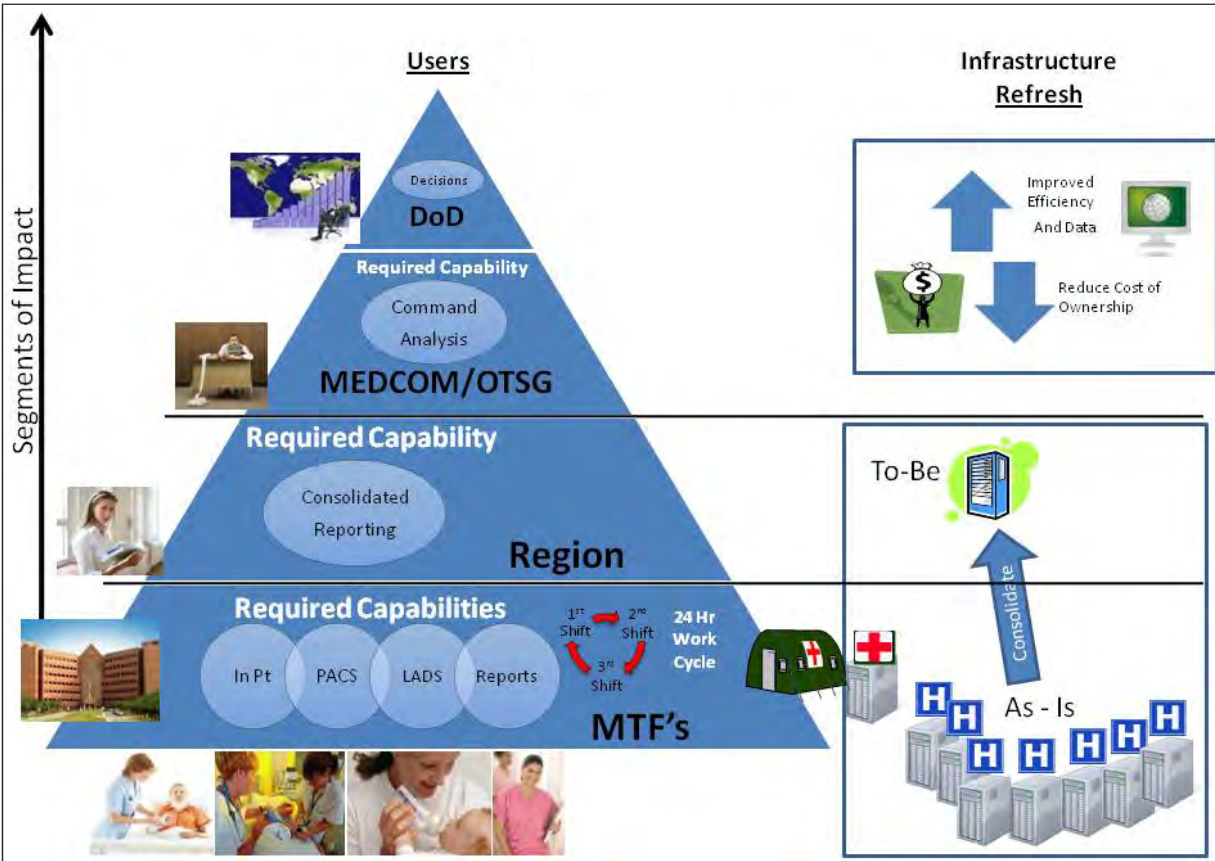 Users
Infrastructure
Refresh
Segments of Impact
Decisions
DoD
Improved
Efficiency
And Data
$
Reduce Cost of
Ownership
Required Capability
Command
Analysis
MEDCOM/OTSG
Required Capability
Consolidated
Reporting
Region
To-Be
Consolidate
Required Capabilities
In Pt
PACS
LADS
Reports
1st
Shift
2nd
Shift
3rd
Shift
24 Hr
Work
Cycle
MTF's
As - Is
H
H
H
H
H
H
H